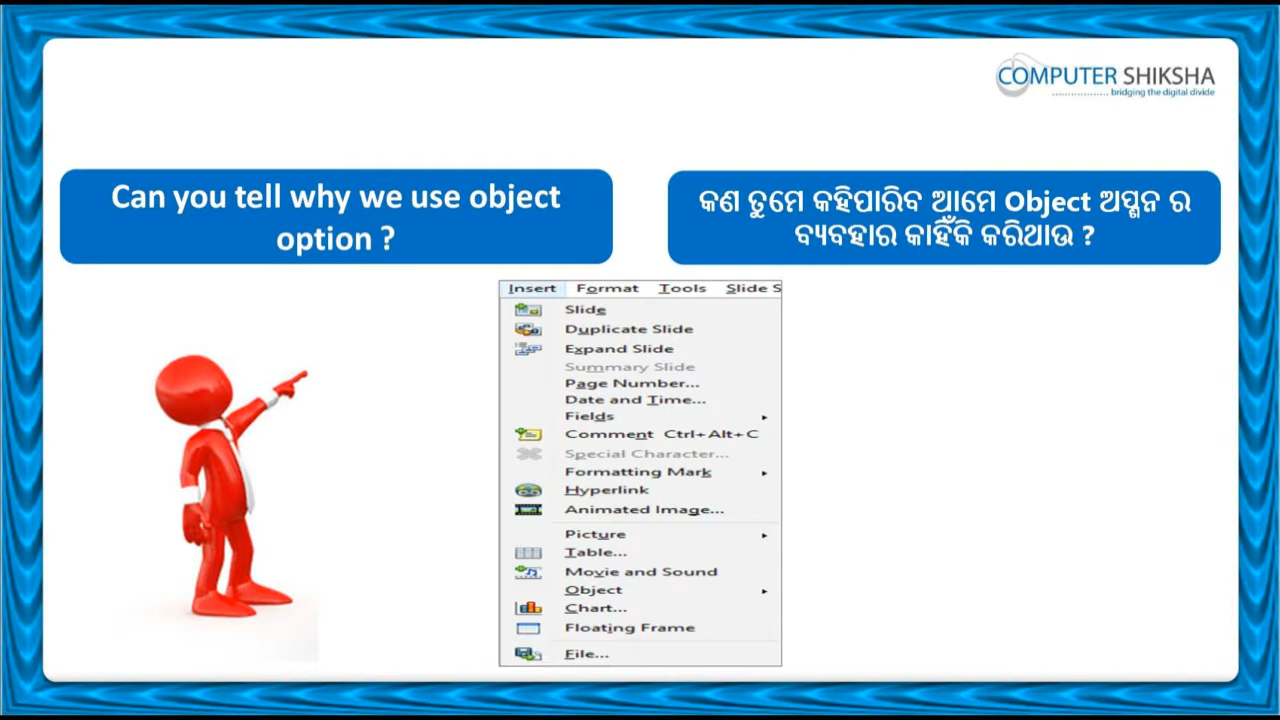 COMPUTER SHIKSHA
bridging the digital divide
Can you tell why we use object
option ?
କଣ ତୁମେ କହିପାରିବ ଆମେ Object ଅପ୍ସନ ର
ବ୍ୟବହାର କାହିଁକି କରିଥାଉ ?
Insert Format Tools Slide S
Slide
Duplicate Slide
Expand Slide
Summary Slide
Page Number...
Date and Time...
Fields
Comment Ctrl+Alt+C
Special Character...
Formatting Mark
Hyperlink
Animated Image...
Picture
Table...
Movie and Sound
Object
Chart...
Floating Frame
File...